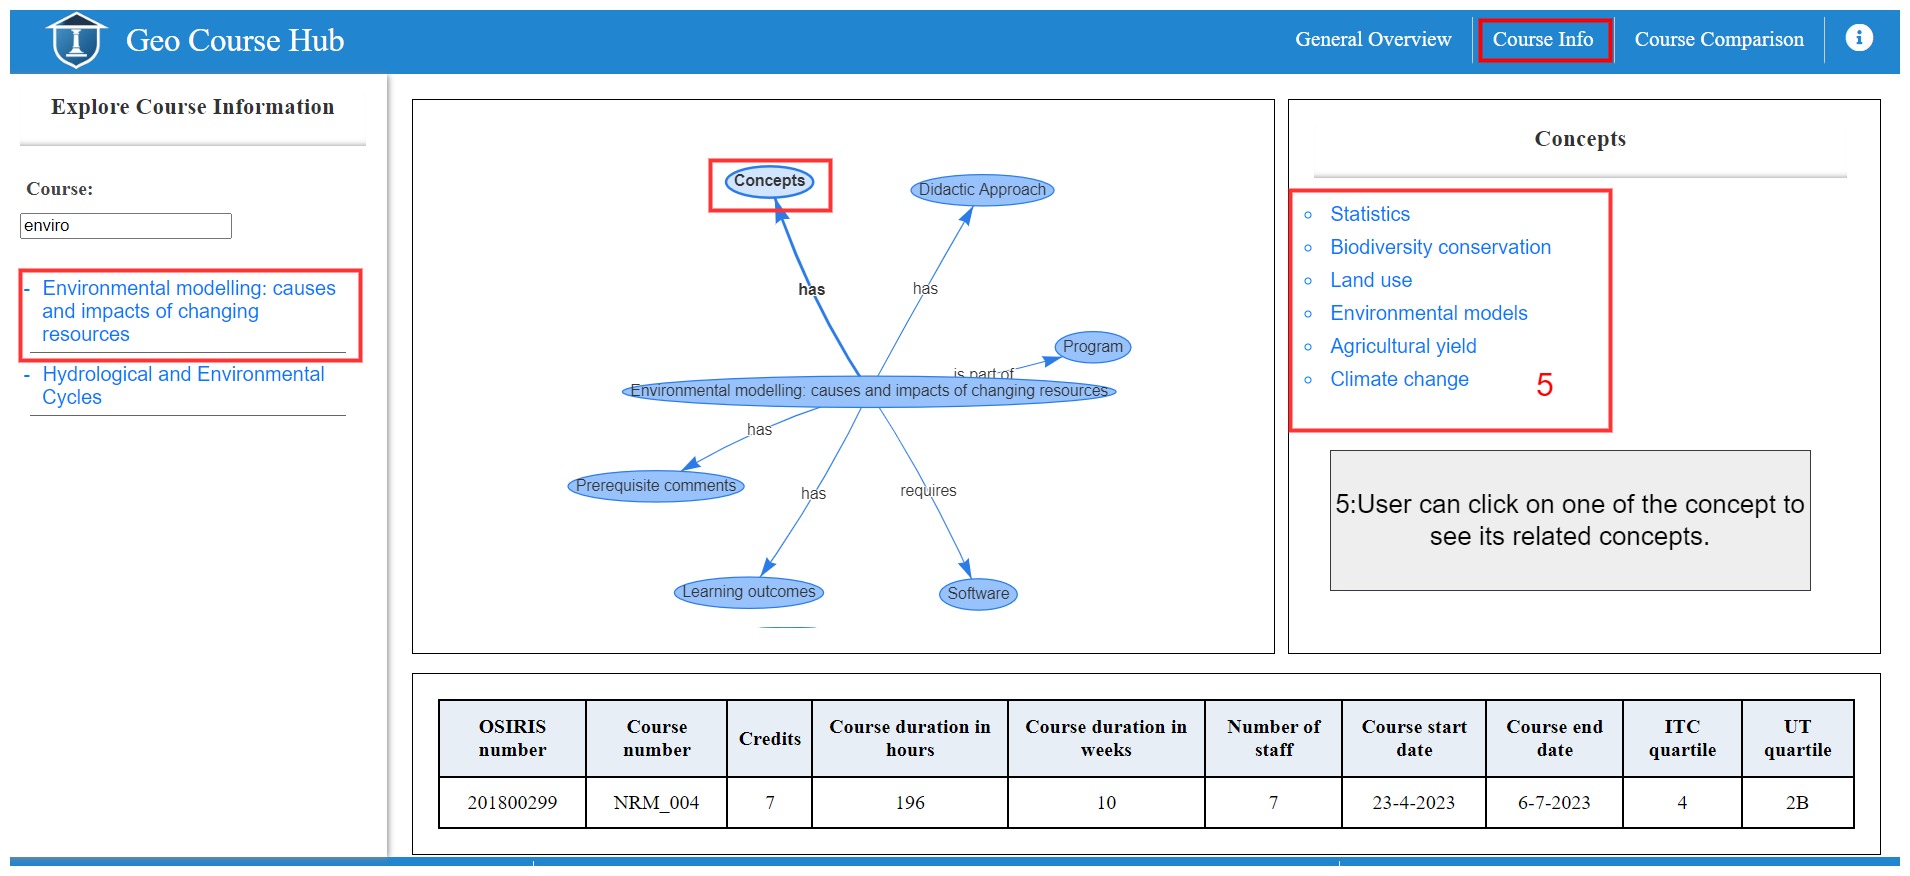 Geo Course Hub
General Overview
Course Info
Course Comparison
Explore Course Information
Course:
enviro
- Environmental modelling: causes
and impacts of changing
resources
- Hydrological and Environmental
Cycles
Concepts
Didactic Approach
has
has
Program
is part of
Environmental modelling: causes and impacts of changing resources
has
Prerequisite comments
has
requires
Learning outcomes
Software
Concepts
Statistics
Biodiversity conservation
Land use
Environmental models
Agricultural yield
Climate change
5
5:User can click on one of the concept to
see its related concepts.
OSIRIS number Course number Credits Course duration in hours Course duration in weeks Number of staff Course start date Course end date ITC quartile UT quartile
201800299 NRM_004 7 196 10 7 23-4-2023 6-7-2023 4 2B